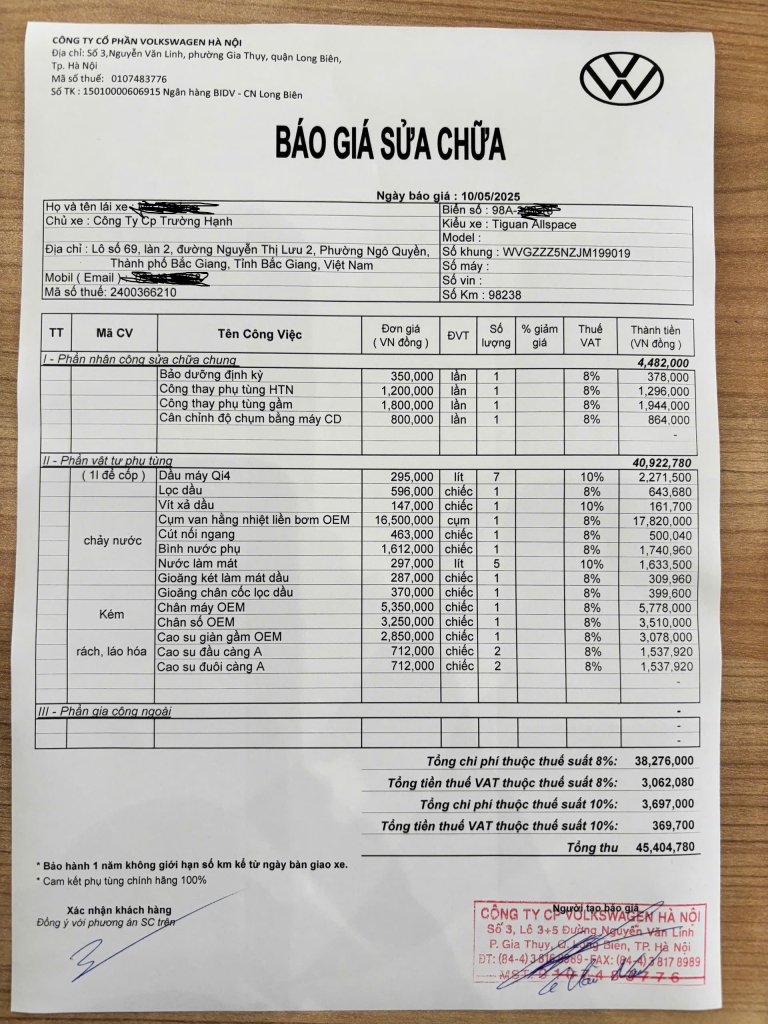 CÔNG TY CỔ PHẦN VOLKSWAGEN HÀ NỘI
Địa chỉ: Số 3,Nguyễn Văn Linh, phường Gia Thụy, quận Long Biên,
Tp. Hà Nội
Mã số thuế: 0107483776
Số TK : 15010000606915 Ngân hàng BIDV - CN Long Biên
BÁO GIÁ SỬA CHỮA
Ngày báo giá : 10/05/2025
Họ và tên lái xe
Biển số : 98A-
Chủ xe : Công Ty Cp Trường Hạnh
Kiểu xe : Tiguan Allspace
Model :
Địa chỉ : Lô số 69, làn 2, đường Nguyễn Thị Lưu 2, Phường Ngô Quyền,
Số khung : WVGZZZ5NZJM199019
Thành phố Bắc Giang, Tỉnh Bắc Giang, Việt Nam
Số máy :
Mobil ( Email )
Số vin :
Mã số thuế: 2400366210
Số Km : 98238
TT Mã CV Tên Công Việc Đơn giá ( VN đồng ) ĐVT Số lượng % giảm giá Thuế VAT Thành tiền (VN đồng )
I - Phần nhân công sửa chữa chung 4,482,000
Bảo dưỡng định kỳ 350,000 lần 1 8% 378,000
Công thay phụ tùng HTN 1,200,000 lần 1 8% 1,296,000
Công thay phụ tùng gầm 1,800,000 lần 1 8% 1,944,000
Cân chỉnh độ chụm bằng máy CD 800,000 lần 1 8% 864,000
-
II - Phần vật tư phụ tùng 40,922,780
( 1l để cốp ) Dầu máy Qi4 295,000 lít 7 10% 2,271,500
Lọc dầu 596,000 chiếc 1 8% 643,680
Vít xả dầu 147,000 chiếc 1 10% 161,700
Cụm van hằng nhiệt liền bơm OEM 16,500,000 cụm 1 8% 17,820,000
Cút nối ngang 463,000 chiếc 1 8% 500,040
chảy nước Bình nước phụ 1,612,000 chiếc 1 8% 1,740,960
Nước làm mát 297,000 lít 5 10% 1,633,500
Gioăng két làm mát dầu 287,000 chiếc 1 8% 309,960
Gioăng chân cốc lọc dầu 370,000 chiếc 1 8% 399,600
Kém Chân máy OEM 5,350,000 chiếc 1 8% 5,778,000
Chân số OEM 3,250,000 chiếc 1 8% 3,510,000
Cao su giàn gầm OEM 2,850,000 chiếc 1 8% 3,078,000
rách, láo hóa Cao su đầu càng A 712,000 chiếc 2 8% 1,537,920
Cao su đuôi càng A 712,000 chiếc 2 8% 1,537,920
-
III - Phần gia công ngoài -
-
-
Tổng chi phí thuộc thuế suất 8%: 38,276,000
Tổng tiền thuế VAT thuộc thuế suất 8%: 3,062,080
Tổng chi phí thuộc thuế suất 10%: 3,697,000
Tổng tiền thuế VAT thuộc thuế suất 10%: 369,700
Tổng thu 45,404,780
* Bảo hành 1 năm không giới hạn số km kể từ ngày bàn giao xe.
* Cam kết phụ tùng chính hãng 100%
Xác nhận khách hàng
Người tạo báo giá
Đồng ý với phương án SC trên
CÔNG TY CP VOLKSWAGEN HÀ NỘI
Số 3, Lô 3+5 Đường Nguyễn Văn Linh
P. Gia Thụy, Q. Long Biên, TP. Hà Nội
ĐT: (84-4) 3 816 8989 - FAX: (84-4) 3 817 8989
MST: 0107483776